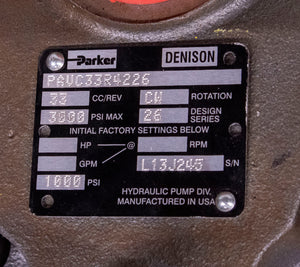 Parker DENISON
PAVC33R4226
33 CC/REV CW ROTATION
3000 PSI MAX 26 DESIGN SERIES
INITIAL FACTORY SETTINGS BELOW
HP @ RPM
GPM L13J245 S/N
1000 PSI
HYDRAULIC PUMP DIV.
MANUFACTURED IN USA